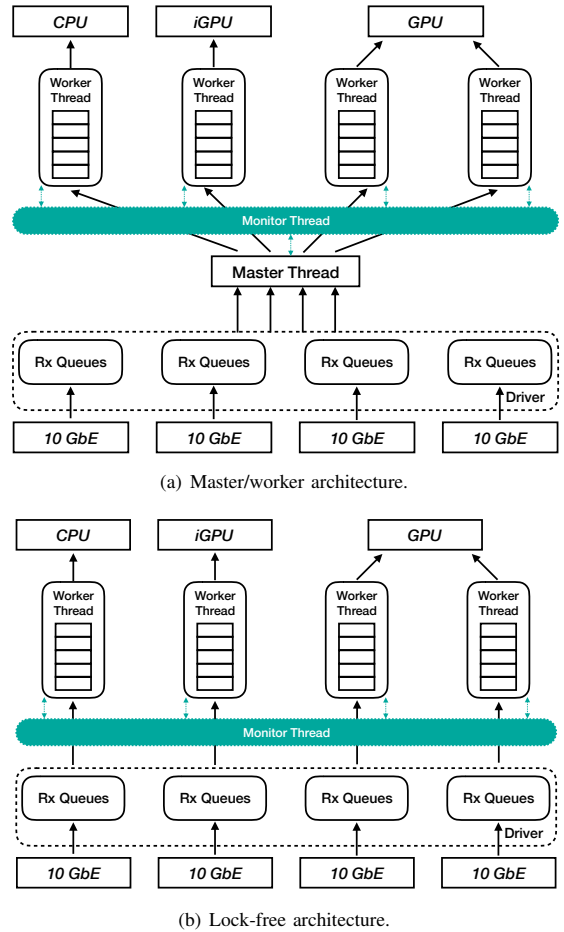 CPU
iGPU
GPU
Worker
Thread
Worker
Thread
Worker
Thread
Worker
Thread
Monitor Thread
Master Thread
Rx Queues
Rx Queues
Rx Queues
Rx Queues
Driver
10 GbE
10 GbE
10 GbE
10 GbE
(a) Master/worker architecture.
CPU
iGPU
GPU
Worker
Thread
Worker
Thread
Worker
Thread
Worker
Thread
Monitor Thread
Rx Queues
Rx Queues
Rx Queues
Rx Queues
Driver
10 GbE
10 GbE
10 GbE
10 GbE
(b) Lock-free architecture.